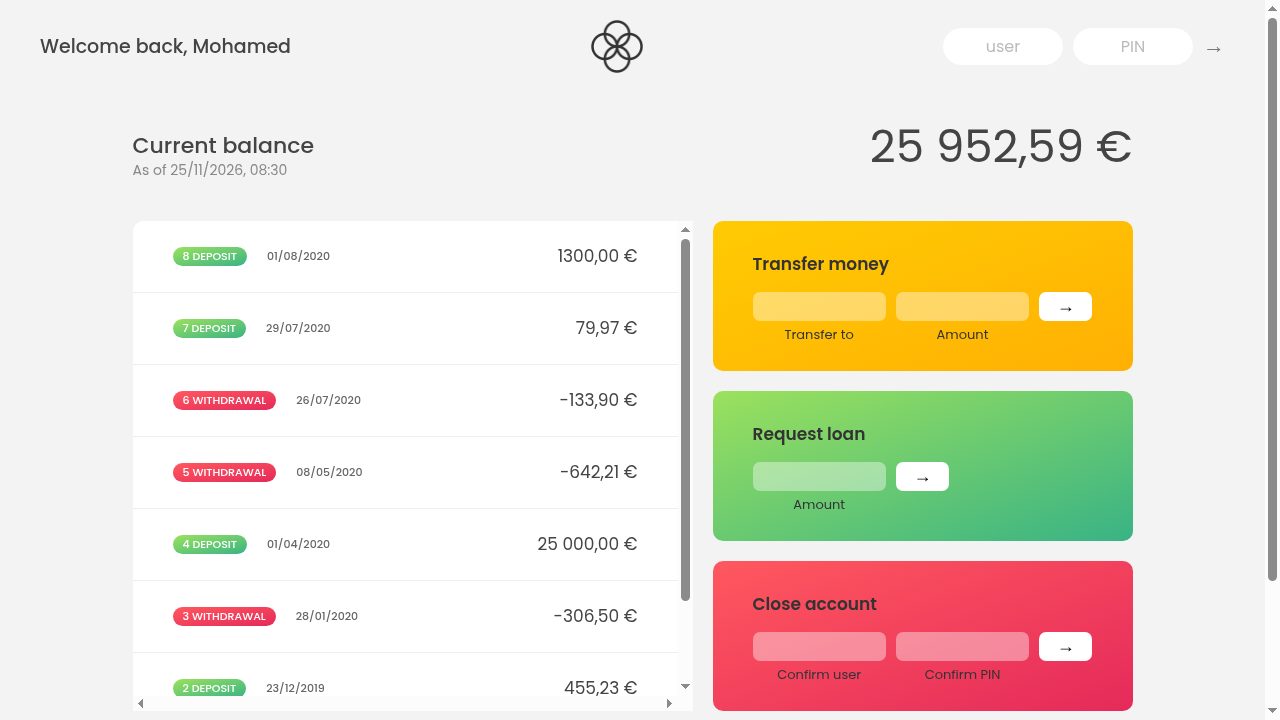 Welcome back, Mohamed
user
PIN
→
Current balance
As of 25/11/2026, 08:30
25 952,59 €
8 DEPOSIT 01/08/2020 1300,00 €
7 DEPOSIT 29/07/2020 79,97 €
6 WITHDRAWAL 26/07/2020 -133,90 €
5 WITHDRAWAL 08/05/2020 -642,21 €
4 DEPOSIT 01/04/2020 25 000,00 €
3 WITHDRAWAL 28/01/2020 -306,50 €
2 DEPOSIT 23/12/2019 455,23 €
Transfer money
→
Transfer to Amount
Request loan
→
Amount
Close account
→
Confirm user Confirm PIN